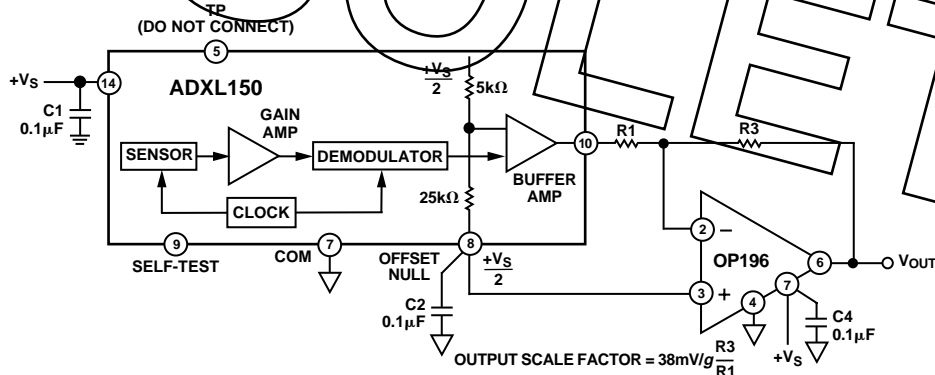 TP
(DO NOT CONNECT)
5
+VS
14
C1
0.1µF
ADXL150
+VS
2
5kΩ
GAIN
AMP
SENSOR
DEMODULATOR
BUFFER
AMP
10
R1
R3
CLOCK
25kΩ
9
SELF-TEST
COM
7
OFFSET
NULL
8
+VS
2
C2
0.1µF
2
–
OP196
3
+
6
VOUT
7
4
C4
0.1µF
+VS
OUTPUT SCALE FACTOR = 38mV/g R3
R1
OLETE